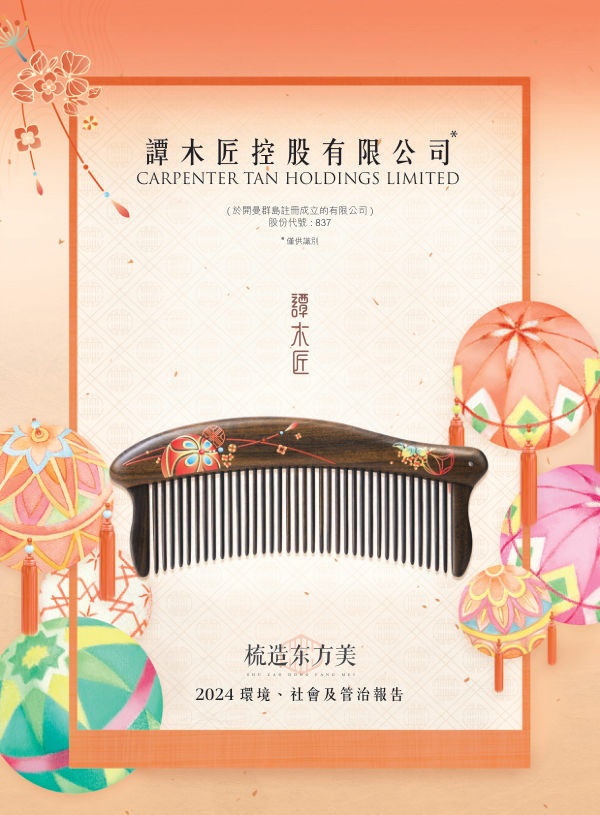 譚木匠控股有限公司*
CARPENTER TAN HOLDINGS LIMITED
(於開曼群島註冊成立的有限公司)
股份代號 : 837
* 僅供識別
譚木匠
梳造东方美
SHU ZAO DONG FANG MEI
2024 環境、社會及管治報告